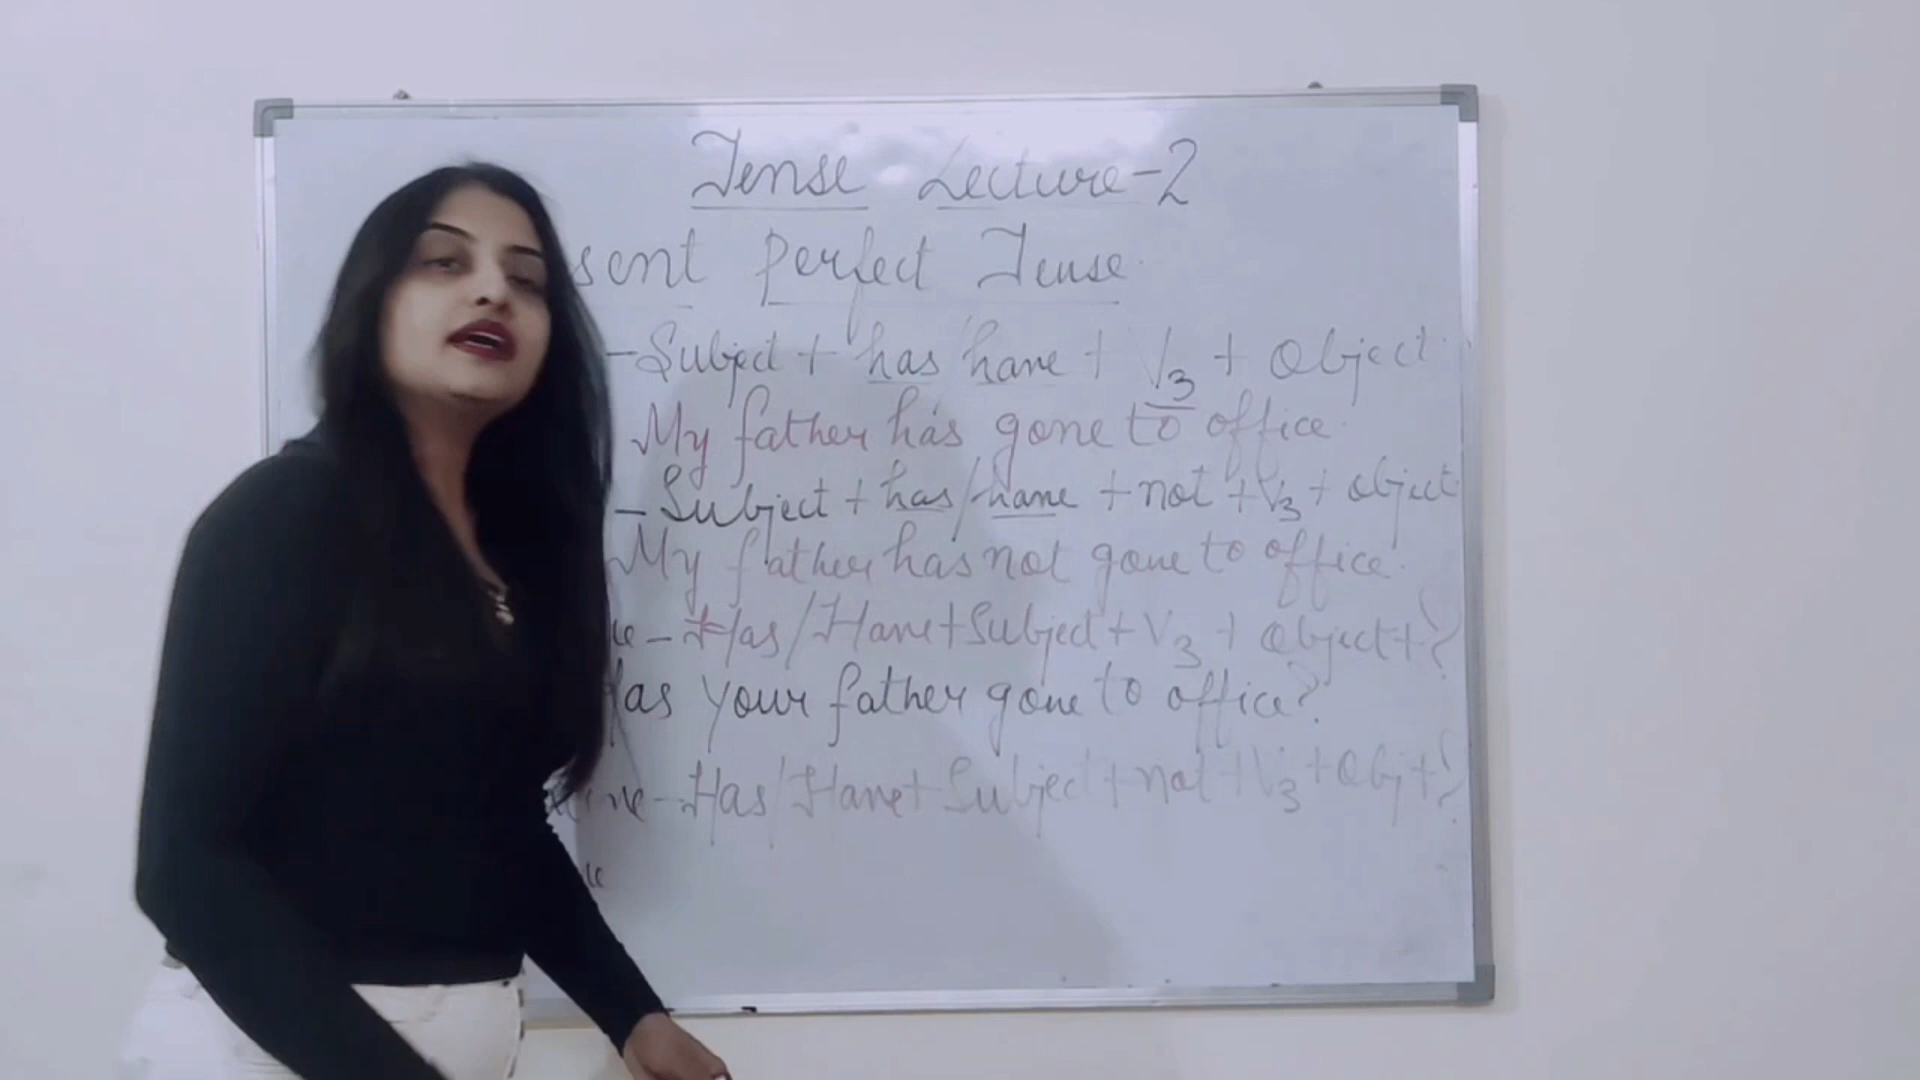 Tense Lecture-2
sent Perfect Tense
-Subject + has have + V3 + Object
My father has gone to office.
- Subject + has/have + not + V3 + object
My father has not gone to office.
ve - Has/Have+Subject+V3 + Object+?
Has your father gone to office?
tive - Has/Have+Subject+not+V3+Obj+?